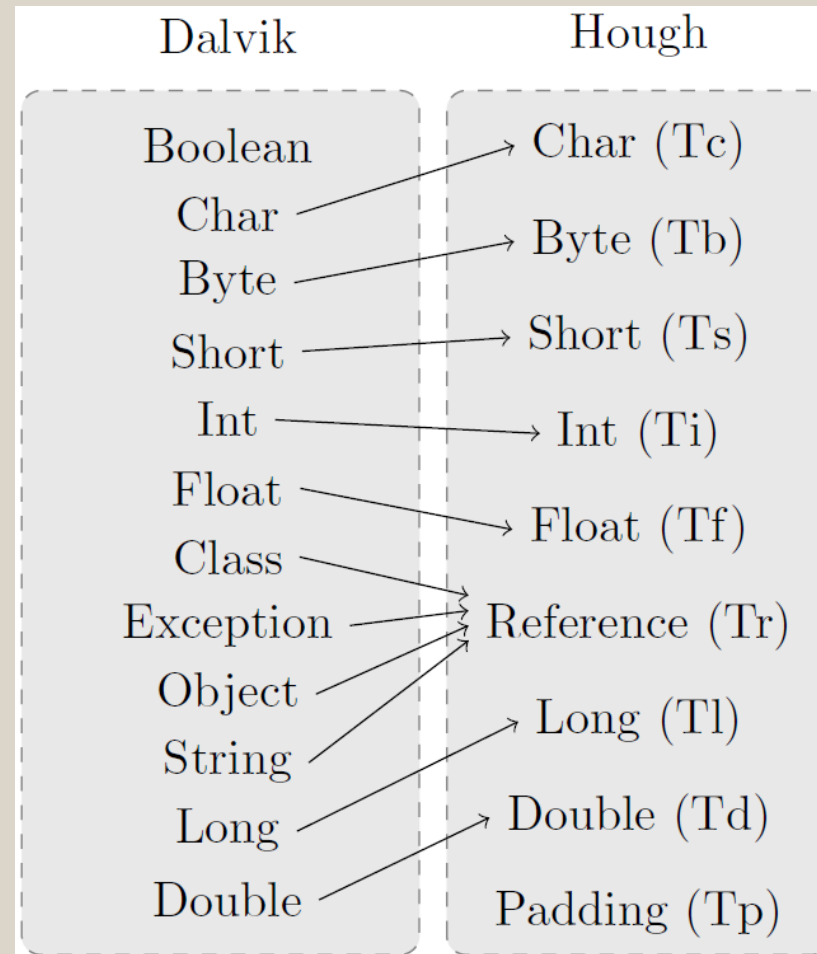 Dalvik
Hough
Boolean
Char
Byte
Short
Int
Float
Class
Exception
Object
String
Long
Double
Char (Tc)
Byte (Tb)
Short (Ts)
Int (Ti)
Float (Tf)
Reference (Tr)
Long (Tl)
Double (Td)
Padding (Tp)